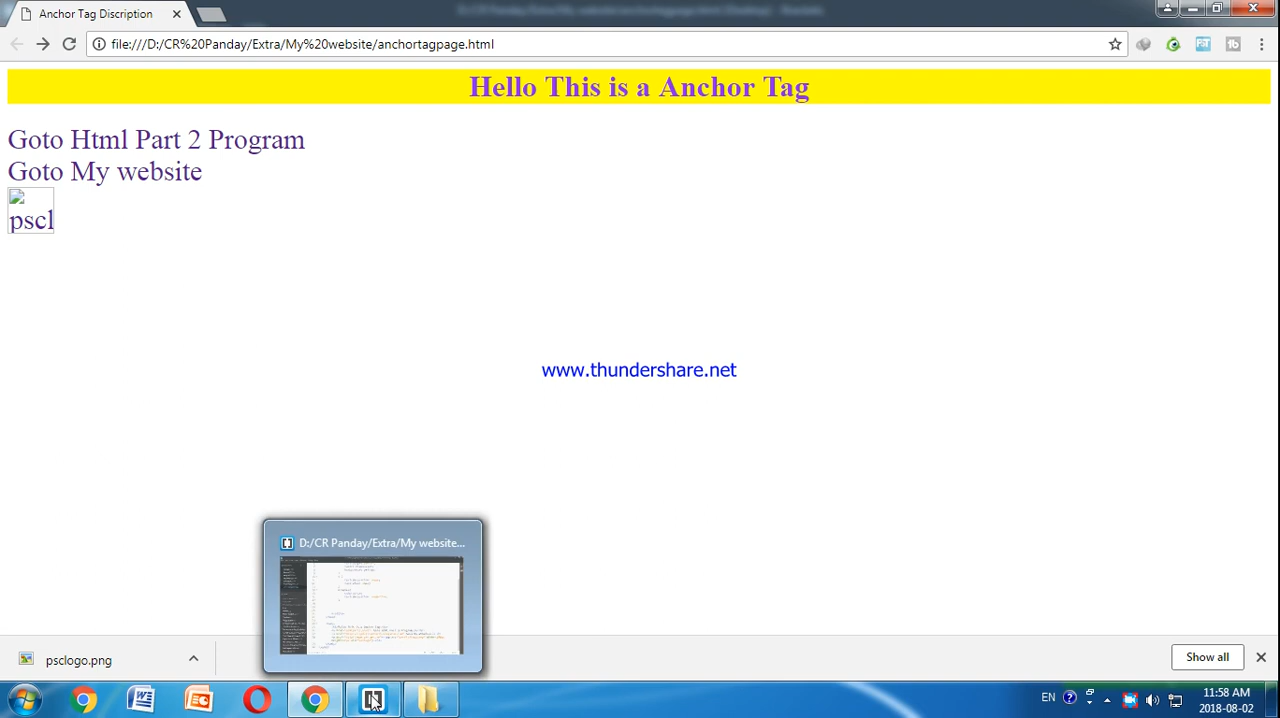 Anchor Tag Discription
file:///D:/CR%20Panday/Extra/My%20website/anchortagpage.html
Hello This is a Anchor Tag
Goto Html Part 2 Program
Goto My website
pscl
www.thundershare.net
D:/CR Panday/Extra/My website...
psclogo.png
Show all
EN
11:58 AM
2018-08-02